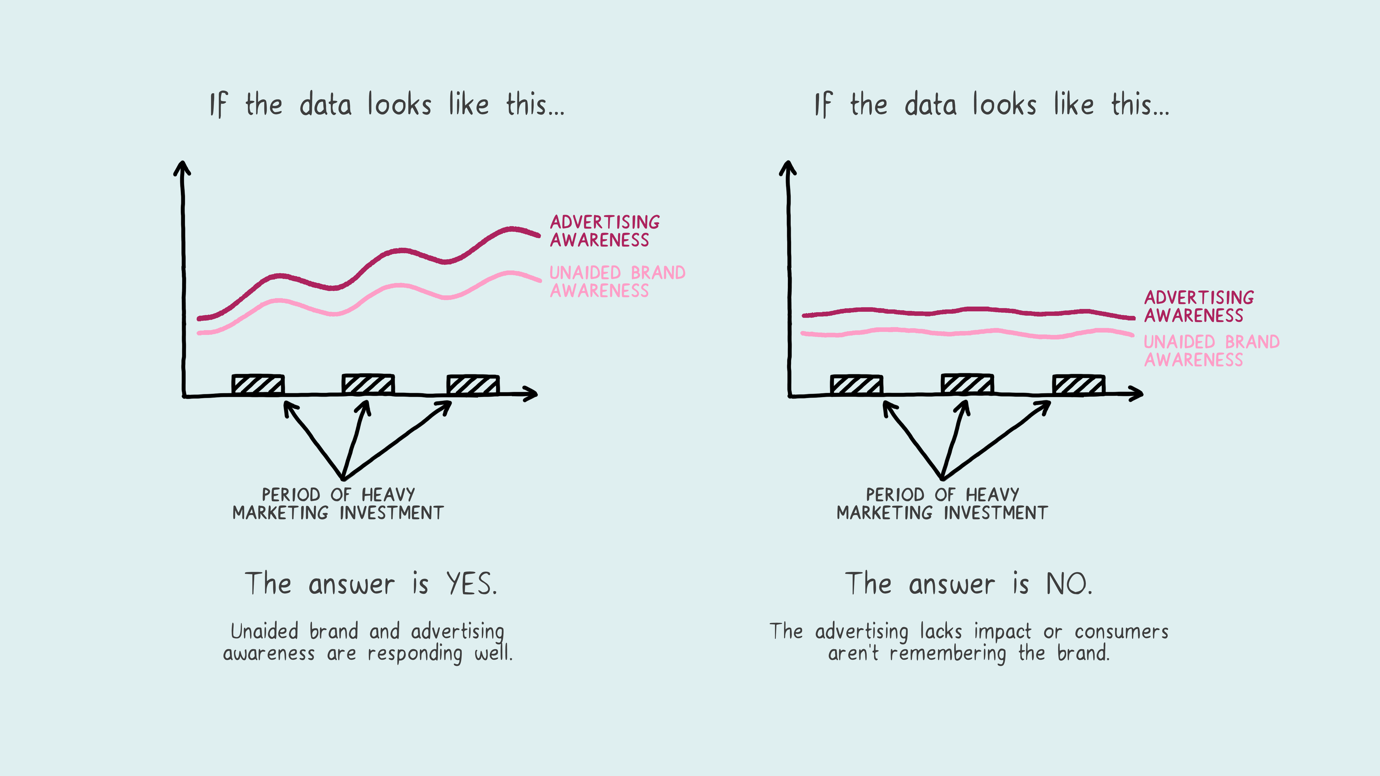 If the data looks like this...
ADVERTISING
AWARENESS
UNAIDED BRAND
AWARENESS
PERIOD OF HEAVY
MARKETING INVESTMENT
The answer is YES.
Unaided brand and advertising
awareness are responding well.
If the data looks like this...
ADVERTISING
AWARENESS
UNAIDED BRAND
AWARENESS
PERIOD OF HEAVY
MARKETING INVESTMENT
The answer is NO.
The advertising lacks impact or consumers
aren't remembering the brand.